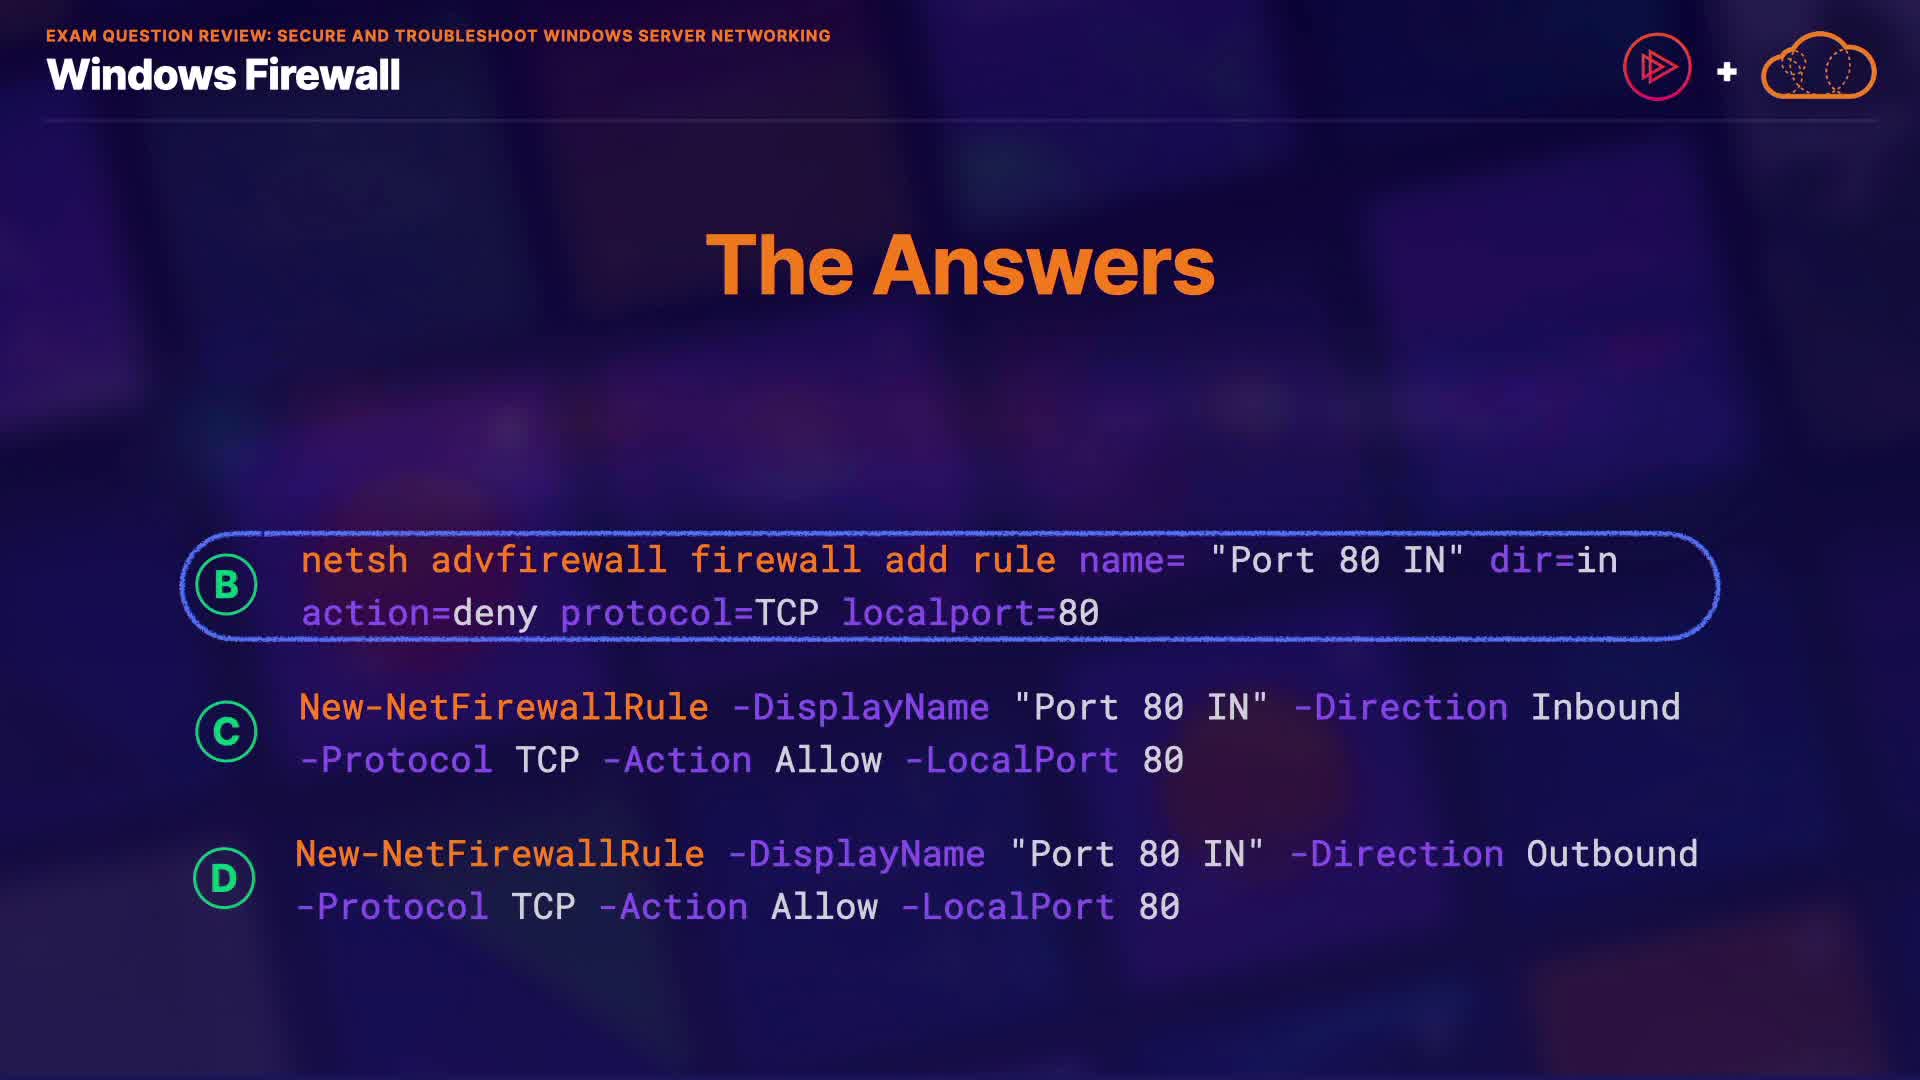 EXAM QUESTION REVIEW: SECURE AND TROUBLESHOOT WINDOWS SERVER NETWORKING
Windows Firewall
The Answers
B
netsh advfirewall firewall add rule name= "Port 80 IN" dir=in
action=deny protocol=TCP localport=80
C
New-NetFirewallRule -DisplayName "Port 80 IN" -Direction Inbound
-Protocol TCP -Action Allow -LocalPort 80
D
New-NetFirewallRule -DisplayName "Port 80 IN" -Direction Outbound
-Protocol TCP -Action Allow -LocalPort 80